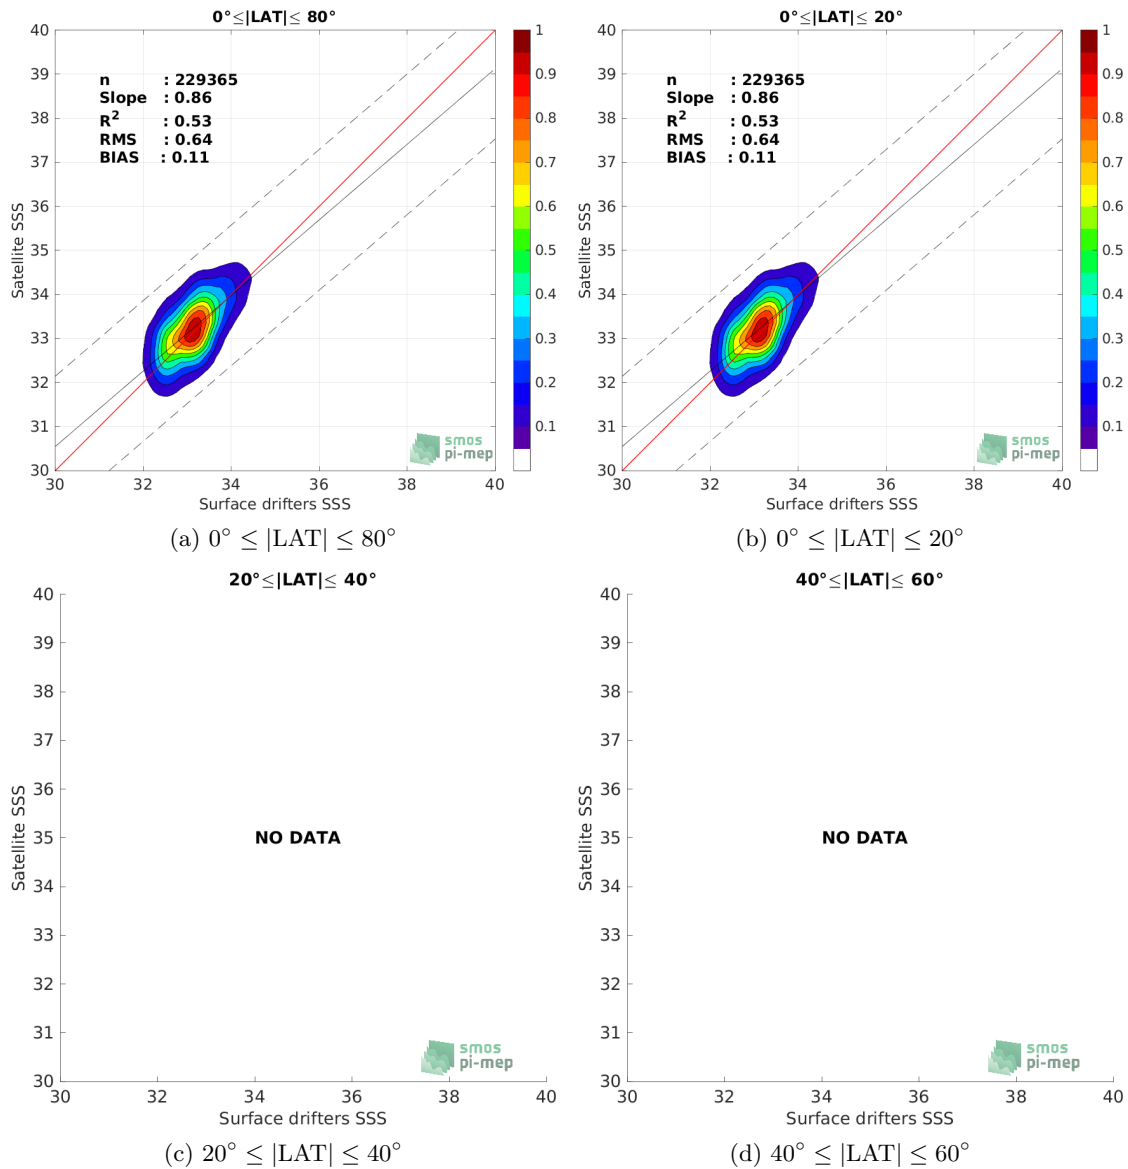 0°≤|LAT|≤ 80°
40
39
38
37
36
35
34
33
32
31
30
Satellite SSS
n : 229365
Slope : 0.86
R2 : 0.53
RMS : 0.64
BIAS : 0.11
smos
pi-mep
30 32 34 36 38 40
Surface drifters SSS
1
0.9
0.8
0.7
0.6
0.5
0.4
0.3
0.2
0.1
(a) 0° ≤ |LAT| ≤ 80°
0°≤|LAT|≤ 20°
40
39
38
37
36
35
34
33
32
31
30
Satellite SSS
n : 229365
Slope : 0.86
R2 : 0.53
RMS : 0.64
BIAS : 0.11
smos
pi-mep
30 32 34 36 38 40
Surface drifters SSS
1
0.9
0.8
0.7
0.6
0.5
0.4
0.3
0.2
0.1
(b) 0° ≤ |LAT| ≤ 20°
20°≤|LAT|≤ 40°
40
39
38
37
36
35
34
33
32
31
30
Satellite SSS
NO DATA
smos
pi-mep
30 32 34 36 38 40
Surface drifters SSS
(c) 20° ≤ |LAT| ≤ 40°
40°≤|LAT|≤ 60°
40
39
38
37
36
35
34
33
32
31
30
Satellite SSS
NO DATA
smos
pi-mep
30 32 34 36 38 40
Surface drifters SSS
(d) 40° ≤ |LAT| ≤ 60°